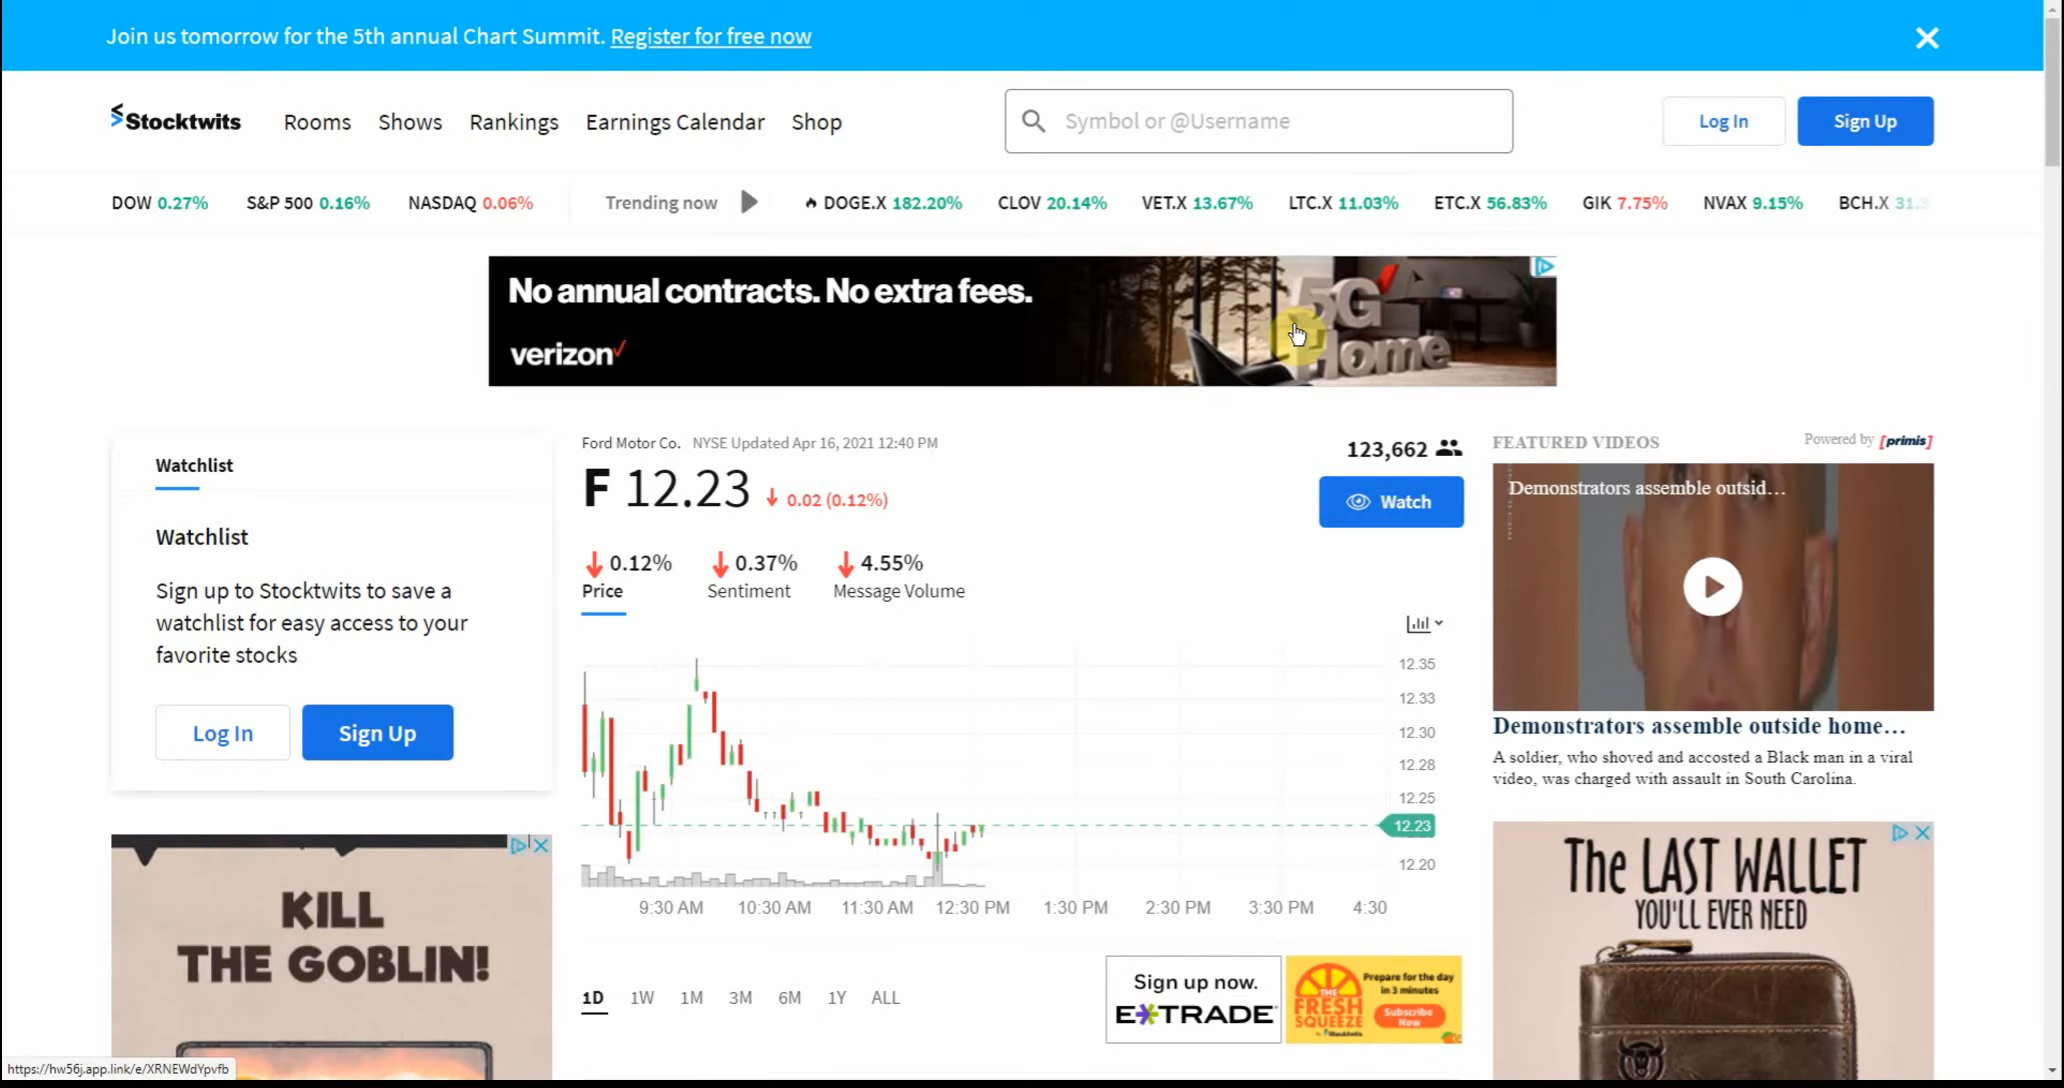 Join us tomorrow for the 5th annual Chart Summit. Register for free now
Stocktwits
Rooms
Shows
Rankings
Earnings Calendar
Shop
Symbol or @Username
Log In
Sign Up
DOW 0.27%
S&P 500 0.16%
NASDAQ 0.06%
Trending now
DOGE.X 182.20%
CLOV 20.14%
VET.X 13.67%
LTC.X 11.03%
ETC.X 56.83%
GIK 7.75%
NVAX 9.15%
BCH.X
No annual contracts. No extra fees.
verizon
5G
Home
Watchlist
Watchlist
Sign up to Stocktwits to save a
watchlist for easy access to your
favorite stocks
Log In
Sign Up
KILL
THE GOBLIN!
Ford Motor Co. NYSE Updated Apr 16, 2021 12:40 PM
F 12.23 0.02 (0.12%)
123,662
Watch
0.12%
Price
0.37%
Sentiment
4.55%
Message Volume
12.35
12.33
12.30
12.28
12.25
12.23
12.20
9:30 AM
10:30 AM
11:30 AM
12:30 PM
1:30 PM
2:30 PM
3:30 PM
4:30
1D
1W
1M
3M
6M
1Y
ALL
Sign up now.
E*TRADE
THE
FRESH
SQUEEZE
by Stocktwits
Prepare for the day
in 3 minutes
Subscribe
Now
FEATURED VIDEOS
Powered by [primis]
Demonstrators assemble outsid...
Demonstrators assemble outside home...
A soldier, who shoved and accosted a Black man in a viral
video, was charged with assault in South Carolina.
The LAST WALLET
YOU'LL EVER NEED
https://hw56j.app.link/e/XRNEWdYpvfb